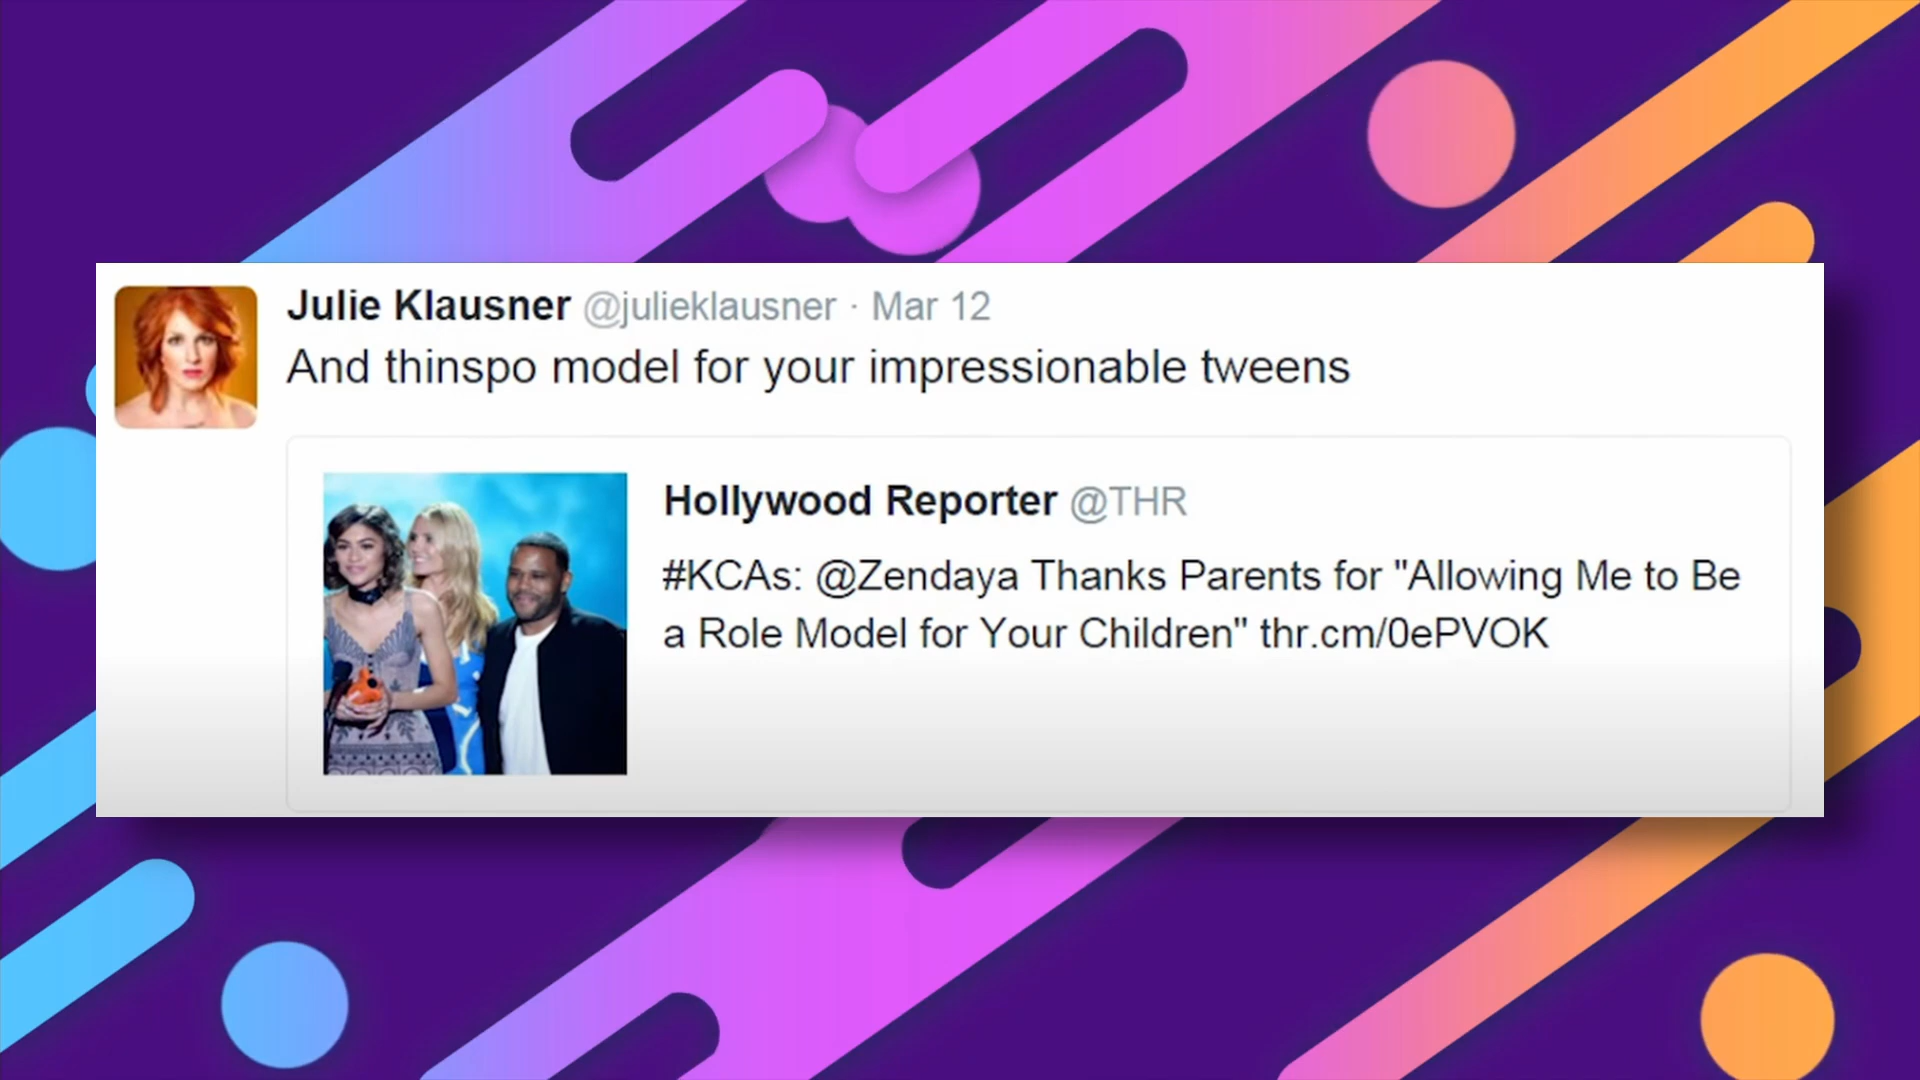 Julie Klausner @julieklausner · Mar 12
And thinspo model for your impressionable tweens
Hollywood Reporter @THR
#KCAs: @Zendaya Thanks Parents for "Allowing Me to Be
a Role Model for Your Children" thr.cm/0ePVOK